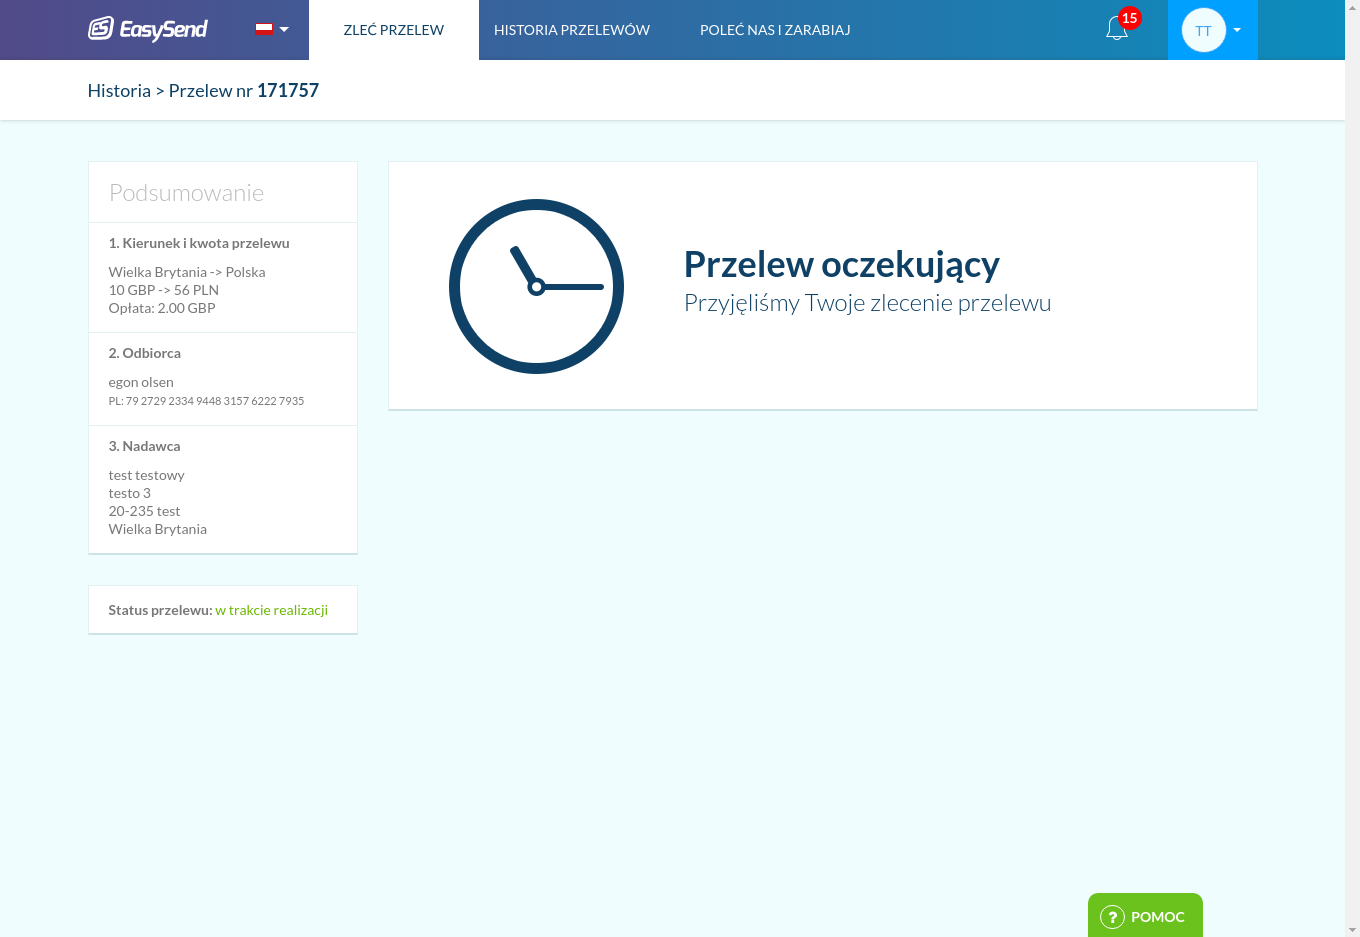 EasySend
ZLEĆ PRZELEW
HISTORIA PRZELEWÓW
POLEĆ NAS I ZARABIAJ
15
TT
Historia > Przelew nr 171757
Podsumowanie
1. Kierunek i kwota przelewu
Wielka Brytania -> Polska
10 GBP -> 56 PLN
Opłata: 2.00 GBP
2. Odbiorca
egon olsen
PL: 79 2729 2334 9448 3157 6222 7935
3. Nadawca
test testowy
testo 3
20-235 test
Wielka Brytania
Status przelewu: w trakcie realizacji
Przelew oczekujący
Przyjęliśmy Twoje zlecenie przelewu
? POMOC